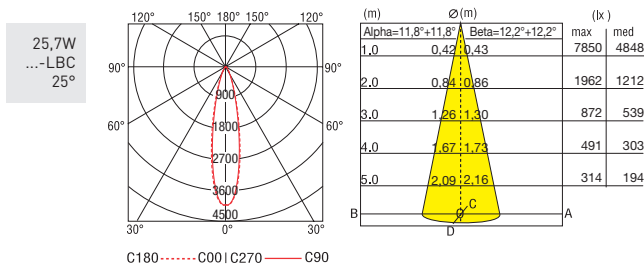 25,7W
...-LBC
25°
120° 150° 180° 150° 120°
90° 90°
60° 60°
900
1800
2700
3600
4500
30° 0° 30°
C180 C00 | C270 C90
(m) Ø (m) (lx)
Alpha=11,8°+11,8° Beta=12,2°+12,2° max med
1.0 0,42 0,43 7850 4848
2.0 0,84 0,86 1962 1212
3.0 1,26 1,30 872 539
4.0 1,67 1,73 491 303
5.0 2,09 2,16 314 194
C
B A
D